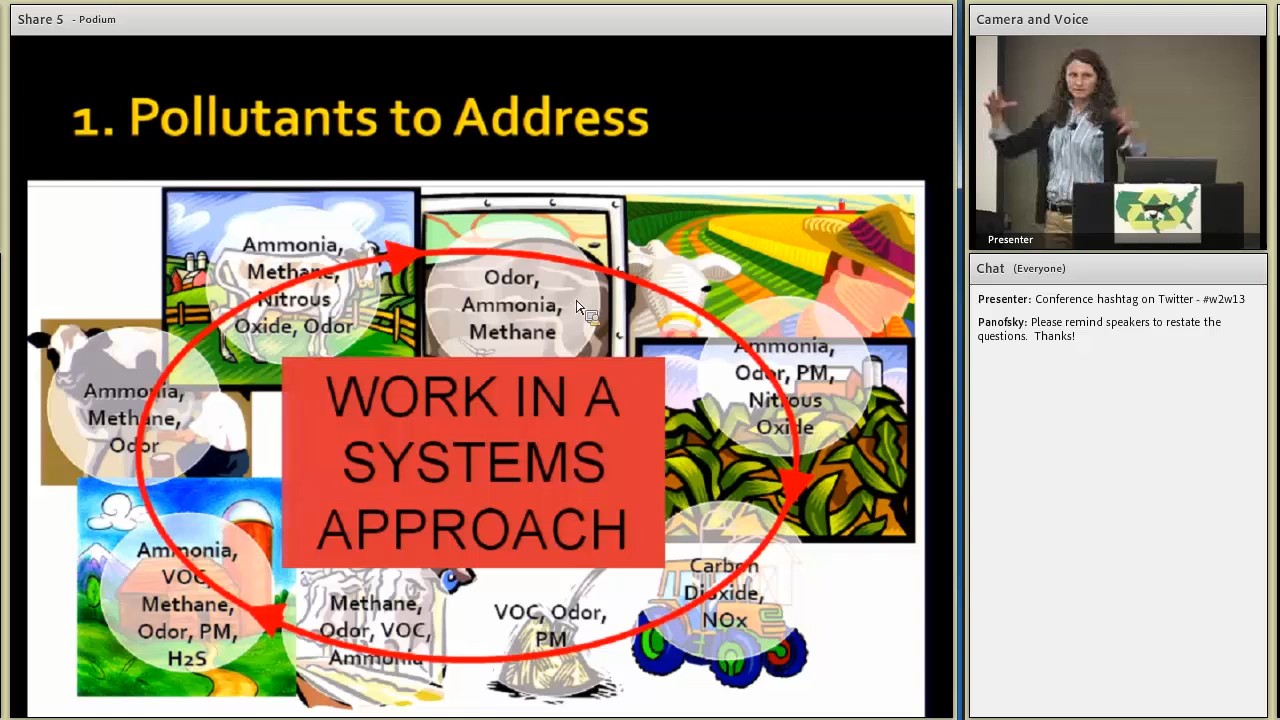 Share 5 - Podium
1. Pollutants to Address
Ammonia,
Methane,
Nitrous
Oxide, Odor
Odor,
Ammonia,
Methane
Ammonia,
Odor, PM,
Nitrous
Oxide
Ammonia,
Methane,
Odor
WORK IN A
SYSTEMS
APPROACH
Carbon
Dioxide,
NOx
Ammonia,
VOC,
Methane,
Odor, PM,
H2S
Methane,
Odor, VOC,
Ammonia
VOC, Odor,
PM
Camera and Voice
Presenter
Chat (Everyone)
Presenter: Conference hashtag on Twitter - #w2w13
Panofsky: Please remind speakers to restate the
questions. Thanks!